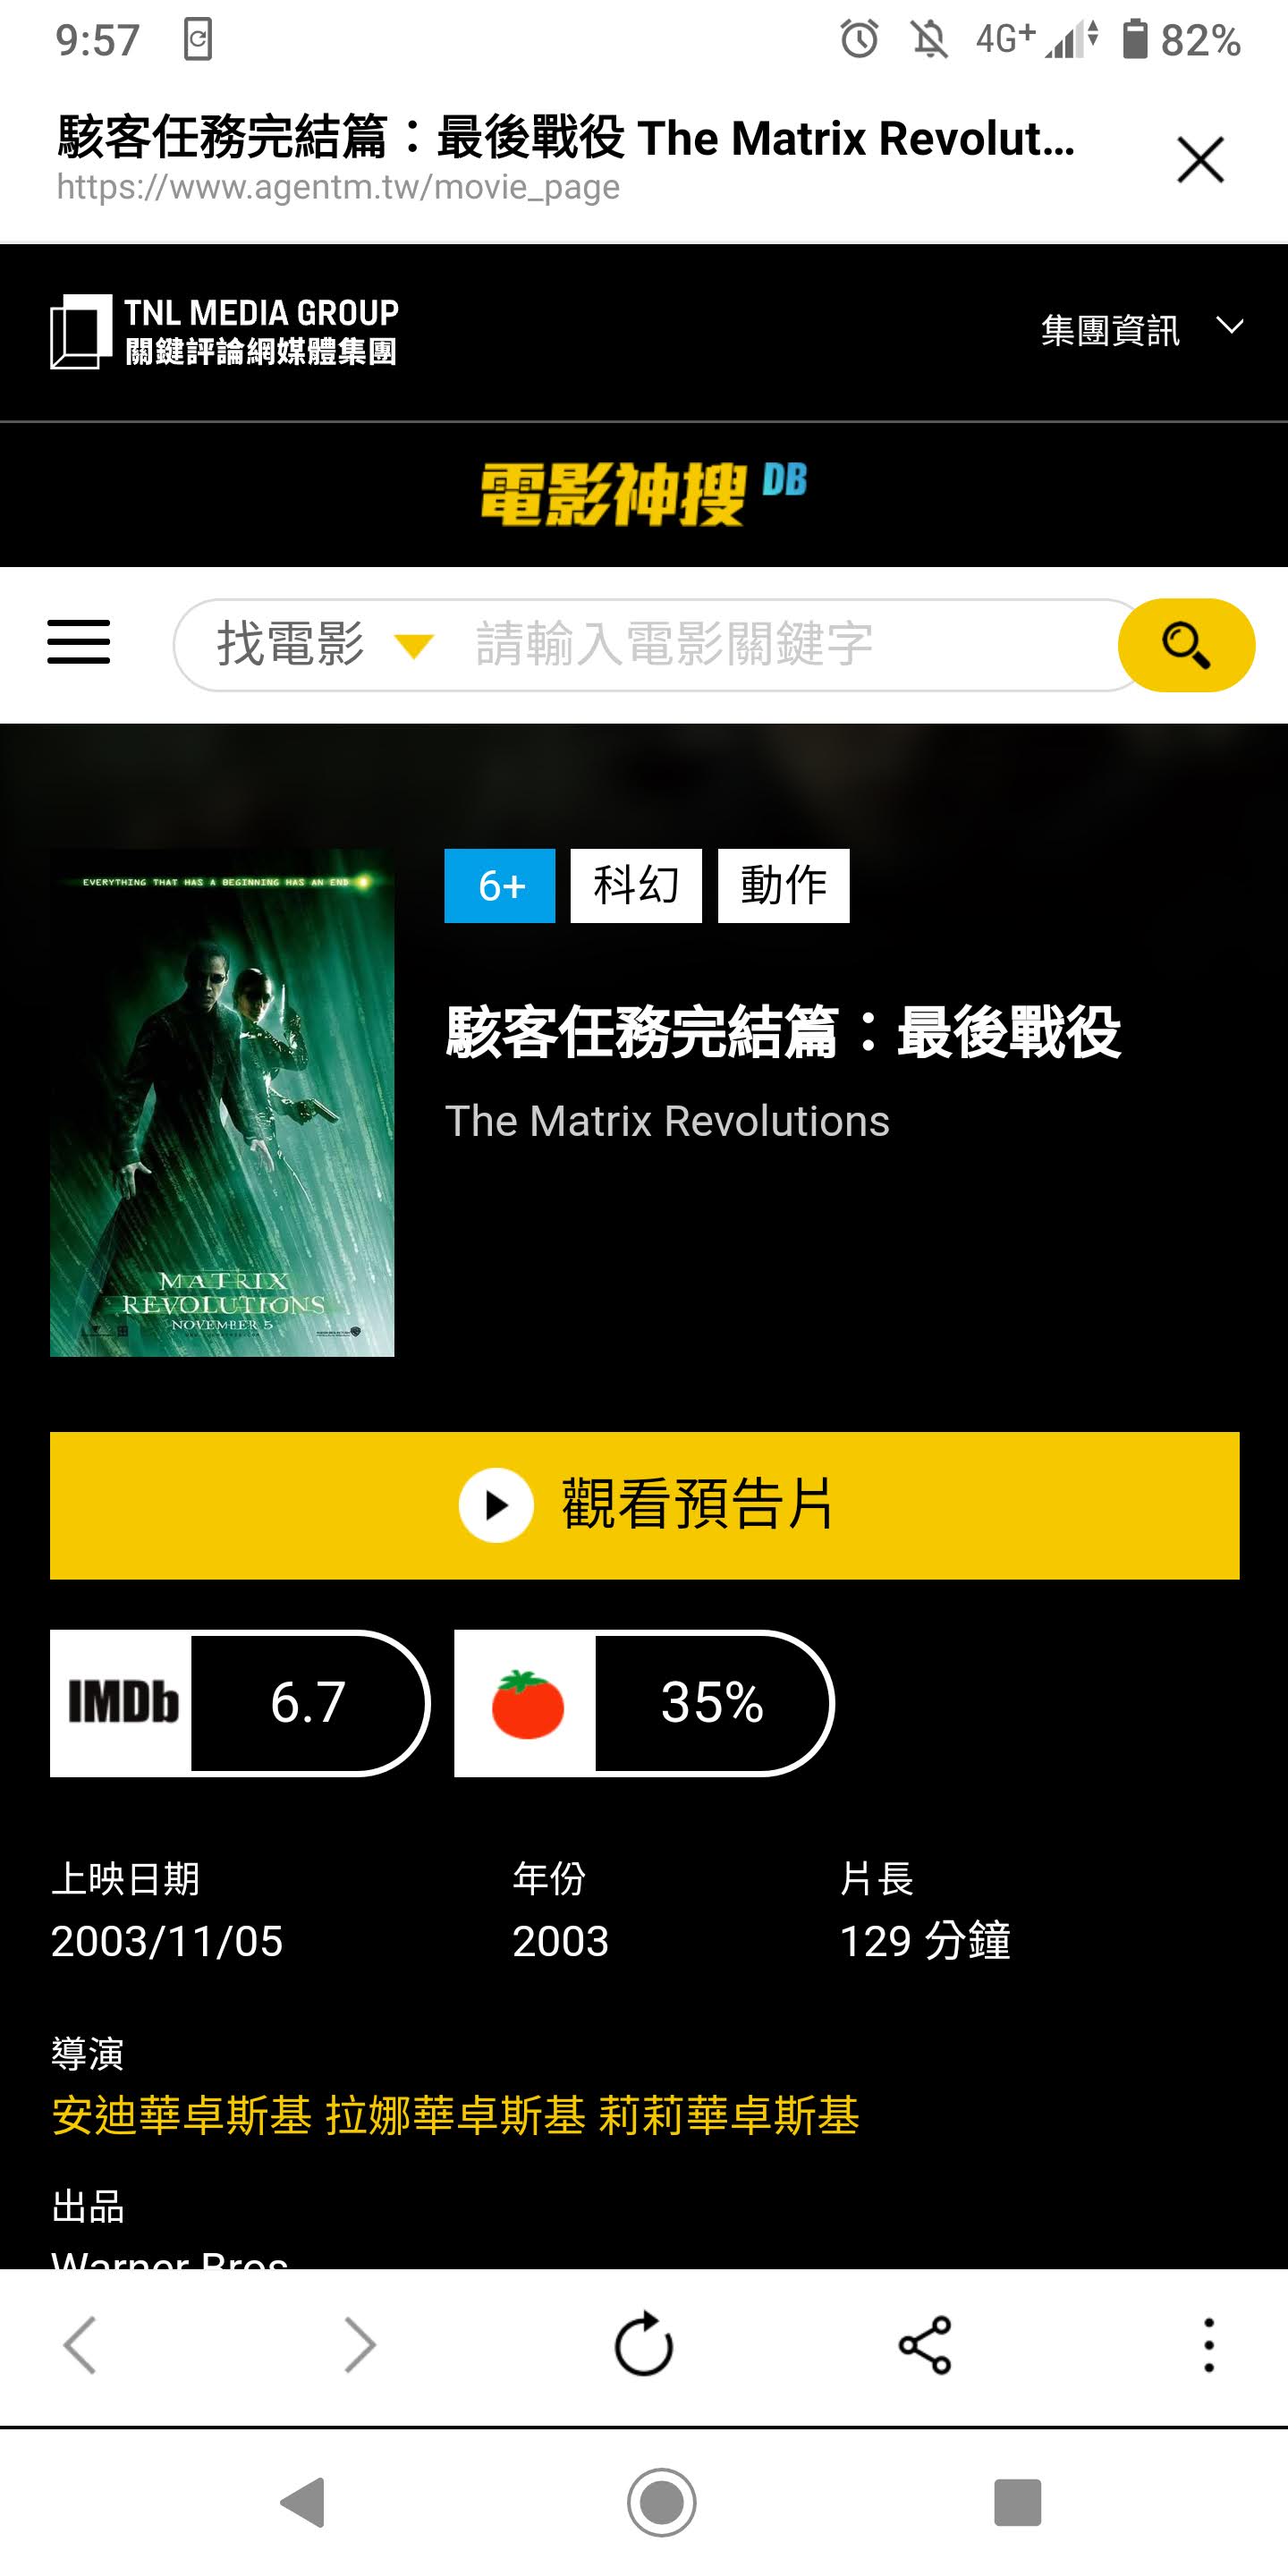 9:57
4G+ 82%
駭客任務完結篇：最後戰役 The Matrix Revolut...
https://www.agentm.tw/movie_page
TNL MEDIA GROUP
關鍵評論網媒體集團
集團資訊
電影神搜 DB
找電影 請輸入電影關鍵字
EVERYTHING THAT HAS A BEGINNING HAS AN END
MATRIX
REVOLUTIONS
NOVEMBER 5
6+ 科幻 動作
駭客任務完結篇：最後戰役
The Matrix Revolutions
觀看預告片
IMDb 6.7 35%
上映日期 年份 片長
2003/11/05 2003 129 分鐘
導演
安迪華卓斯基 拉娜華卓斯基 莉莉華卓斯基
出品
Warner Bros